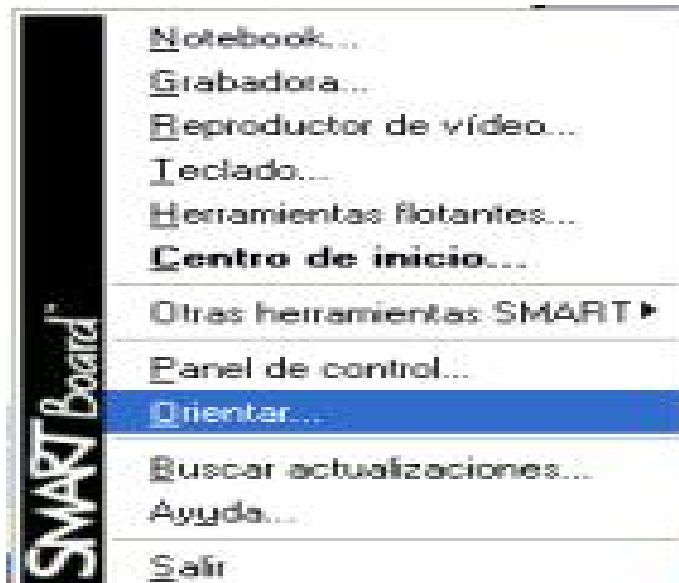 Notebook...
Grabadora...
Reproductor de vídeo...
Teclado...
Herramientas flotantes...
Centro de inicio...
Otras herramientas SMART
Panel de control...
Orientar...
Buscar actualizaciones...
Ayuda...
Salir
SMART Board™